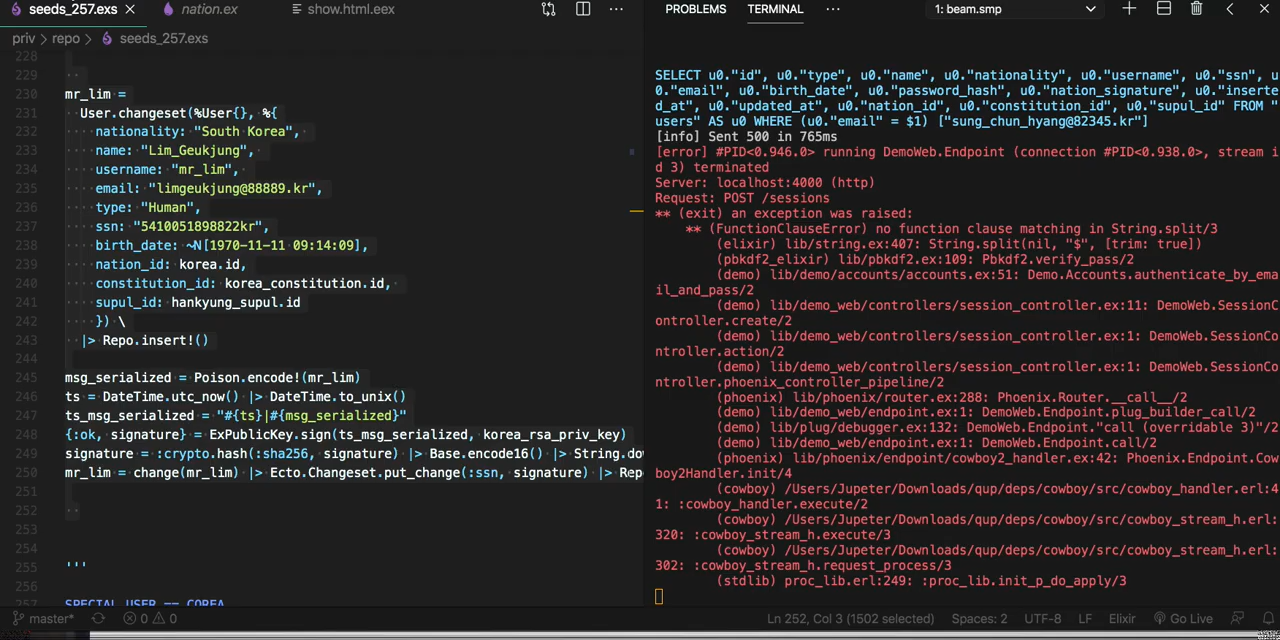 seeds_257.exs
nation.ex
show.html.eex
priv > repo > seeds_257.exs
228
229
230 mr_lim =
231 User.changeset(%User{}, %{
232 nationality: "South Korea",
233 name: "Lim_Geukjung",
234 username: "mr_lim",
235 email: "limgeukjung@88889.kr",
236 type: "Human",
237 ssn: "5410051898822kr",
238 birth_date: ~N[1970-11-11 09:14:09],
239 nation_id: korea.id,
240 constitution_id: korea_constitution.id,
241 supul_id: hankyung_supul.id
242 }) \
243 |> Repo.insert!()
244
245 msg_serialized = Poison.encode!(mr_lim)
246 ts = DateTime.utc_now() |> DateTime.to_unix()
247 ts_msg_serialized = "#{ts}|#{msg_serialized}"
248 {:ok, signature} = ExPublicKey.sign(ts_msg_serialized, korea_rsa_priv_key)
249 signature = :crypto.hash(:sha256, signature) |> Base.encode16() |> String.dow
250 mr_lim = change(mr_lim) |> Ecto.Changeset.put_change(:ssn, signature) |> Repo
251
252
253
254
255 '''
256
257 SPECIAL USER == COREA
PROBLEMS TERMINAL ··· 1: beam.smp
SELECT u0."id", u0."type", u0."name", u0."nationality", u0."username", u0."ssn", u
0."email", u0."birth_date", u0."password_hash", u0."nation_signature", u0."inserte
d_at", u0."updated_at", u0."nation_id", u0."constitution_id", u0."supul_id" FROM "
users" AS u0 WHERE (u0."email" = $1) ["sung_chun_hyang@82345.kr"]
[info] Sent 500 in 765ms
[error] #PID<0.946.0> running DemoWeb.Endpoint (connection #PID<0.938.0>, stream i
d 3) terminated
Server: localhost:4000 (http)
Request: POST /sessions
** (exit) an exception was raised:
** (FunctionClauseError) no function clause matching in String.split/3
(elixir) lib/string.ex:407: String.split(nil, "$", [trim: true])
(pbkdf2_elixir) lib/pbkdf2.ex:109: Pbkdf2.verify_pass/2
(demo) lib/demo/accounts/accounts.ex:51: Demo.Accounts.authenticate_by_ema
il_and_pass/2
(demo) lib/demo_web/controllers/session_controller.ex:11: DemoWeb.SessionC
ontroller.create/2
(demo) lib/demo_web/controllers/session_controller.ex:1: DemoWeb.SessionCo
ntroller.action/2
(demo) lib/demo_web/controllers/session_controller.ex:1: DemoWeb.SessionCo
ntroller.phoenix_controller_pipeline/2
(phoenix) lib/phoenix/router.ex:288: Phoenix.Router.__call__/2
(demo) lib/demo_web/endpoint.ex:1: DemoWeb.Endpoint.plug_builder_call/2
(demo) lib/plug/debugger.ex:132: DemoWeb.Endpoint."call (overridable 3)"/2
(demo) lib/demo_web/endpoint.ex:1: DemoWeb.Endpoint.call/2
(phoenix) lib/phoenix/endpoint/cowboy2_handler.ex:42: Phoenix.Endpoint.Cow
boy2Handler.init/4
(cowboy) /Users/Jupeter/Downloads/qup/deps/cowboy/src/cowboy_handler.erl:4
1: :cowboy_handler.execute/2
(cowboy) /Users/Jupeter/Downloads/qup/deps/cowboy/src/cowboy_stream_h.erl:
320: :cowboy_stream_h.execute/3
(cowboy) /Users/Jupeter/Downloads/qup/deps/cowboy/src/cowboy_stream_h.erl:
302: :cowboy_stream_h.request_process/3
(stdlib) proc_lib.erl:249: :proc_lib.init_p_do_apply/3
master* 0 0 Ln 252, Col 3 (1502 selected) Spaces: 2 UTF-8 LF Elixir Go Live